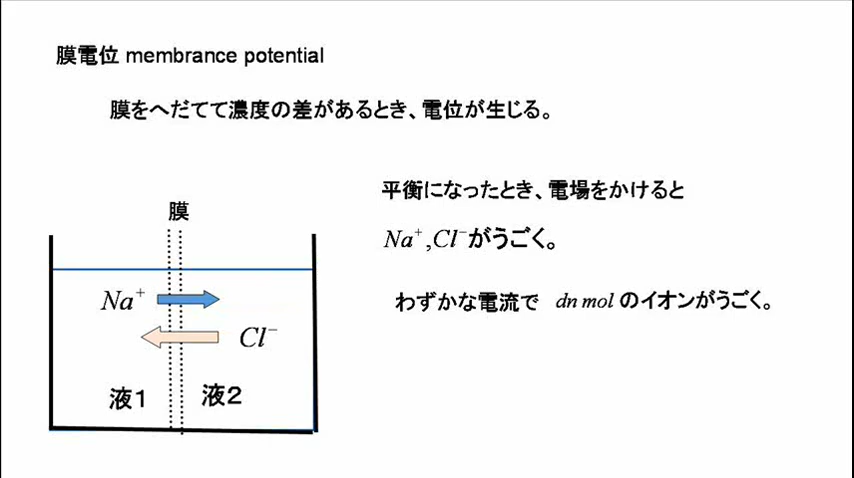 膜電位 membrance potential
膜をへだてて濃度の差があるとき、電位が生じる。
平衡になったとき、電場をかけると
Na⁺,Cl⁻がうごく。
わずかな電流で dn mol のイオンがうごく。
膜
Na⁺
Cl⁻
液1 液2